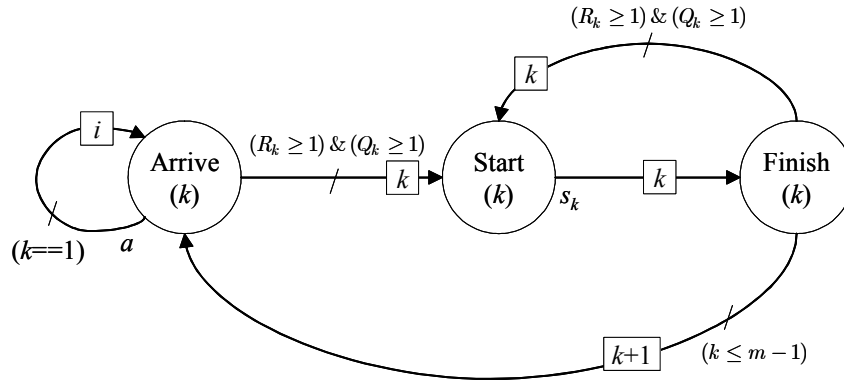 (R_k ≥ 1) & (Q_k ≥ 1)
k
i
Arrive
(k)
(R_k ≥ 1) & (Q_k ≥ 1)
k
Start
(k)
s_k
k
Finish
(k)
(k==1)
a
k+1
(k ≤ m − 1)